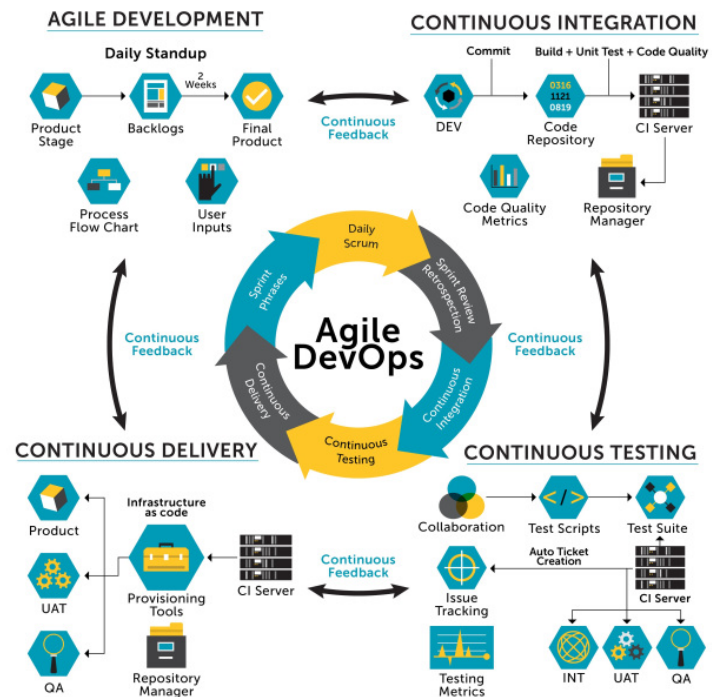 AGILE DEVELOPMENT
Daily Standup
2
Weeks
Product
Stage
Backlogs
Final
Product
Process
Flow Chart
User
Inputs
Continuous
Feedback
CONTINUOUS INTEGRATION
Commit
Build + Unit Test + Code Quality
0316
1121
0819
DEV
Code
Repository
CI Server
Code Quality
Metrics
Repository
Manager
Continuous
Feedback
Agile
DevOps
Daily
Scrum
Sprint Review
Retrospection
Continuous
Integration
Continuous
Testing
Continuous
Delivery
Sprint
Phrases
Continuous
Feedback
CONTINUOUS DELIVERY
Product
Infrastructure
as code
UAT
Provisioning
Tools
CI Server
QA
Repository
Manager
Continuous
Feedback
CONTINUOUS TESTING
Collaboration
</>
Test Scripts
Test Suite
Auto Ticket
Creation
Issue
Tracking
CI Server
Testing
Metrics
INT
UAT
QA